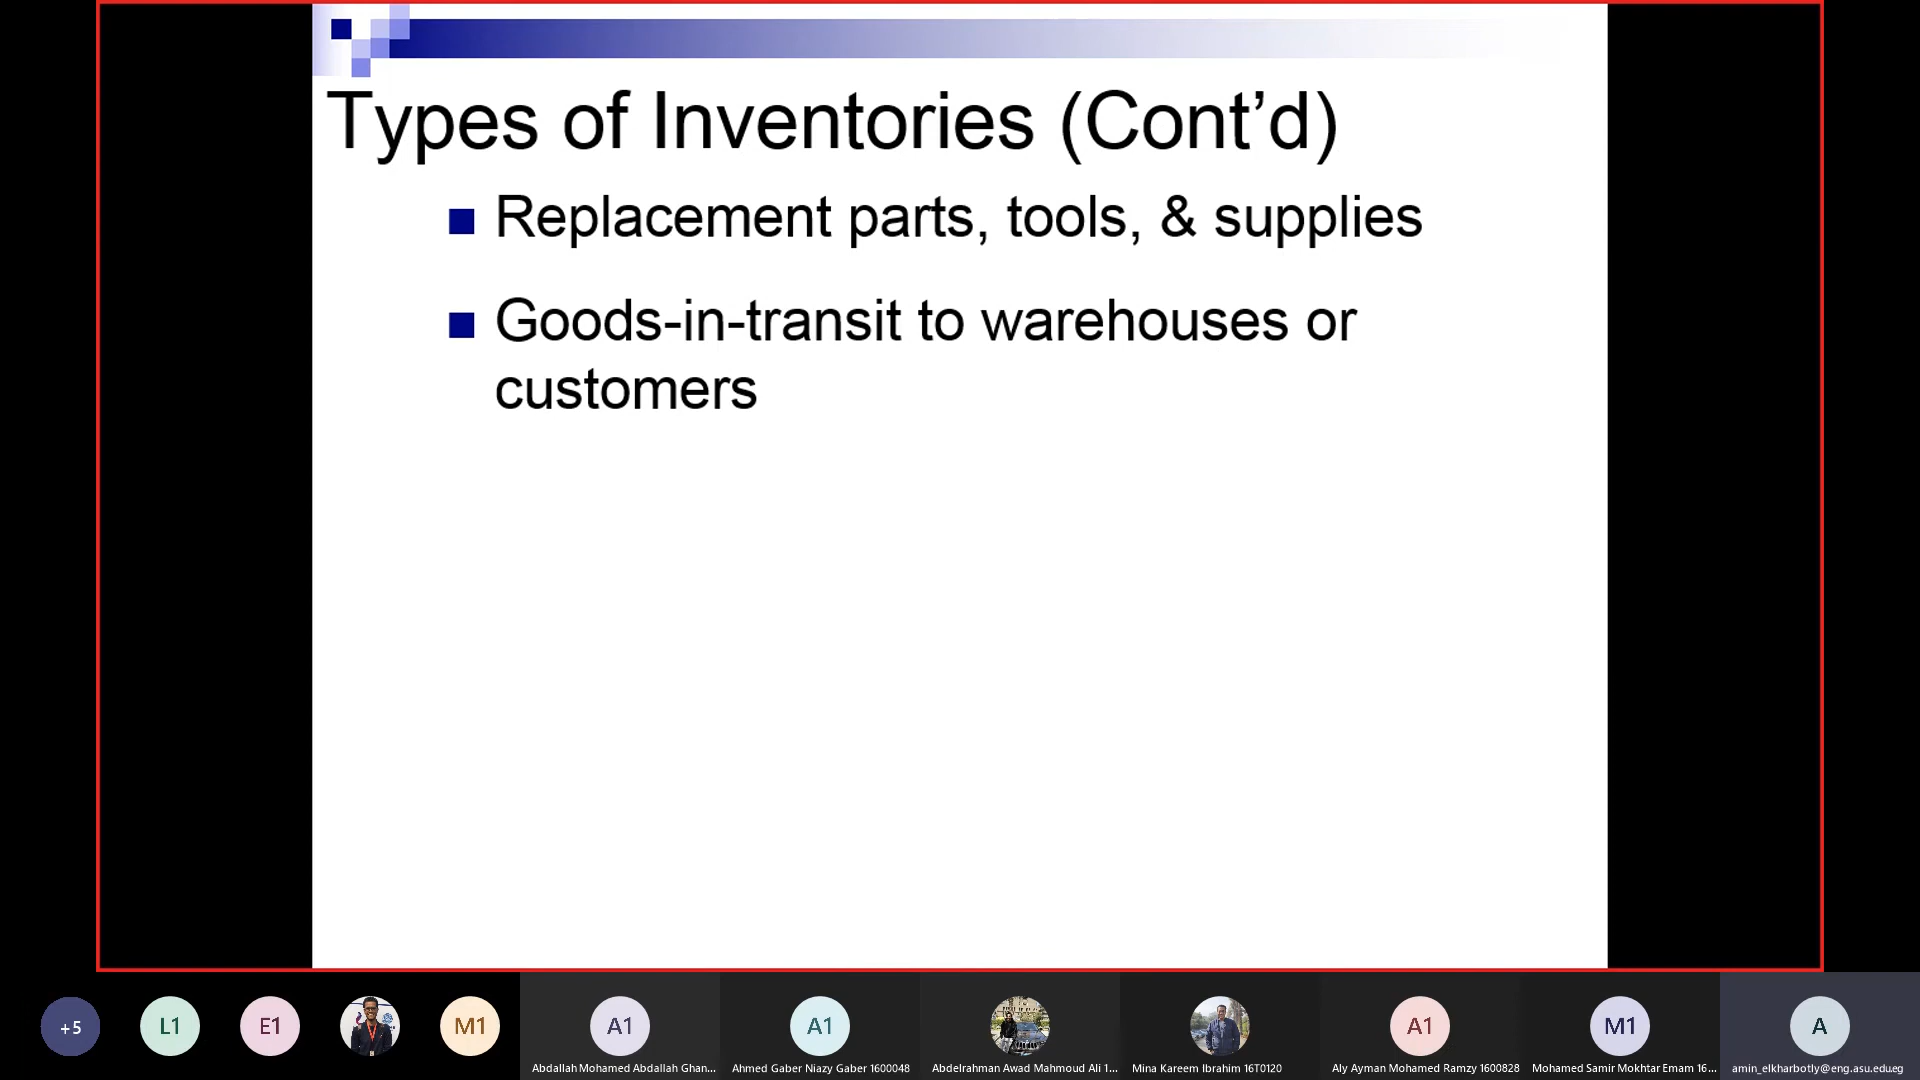 Types of Inventories (Cont’d)
Replacement parts, tools, & supplies
Goods-in-transit to warehouses or
customers
+5
L1
E1
M1
A1
A1
A1
M1
A
Abdallah Mohamed Abdallah Ghan...
Ahmed Gaber Niazy Gaber 1600048
Abdelrahman Awad Mahmoud Ali 1...
Mina Kareem Ibrahim 16T0120
Aly Ayman Mohamed Ramzy 1600828
Mohamed Samir Mokhtar Emam 16...
amin_elkharbotly@eng.asu.edu.eg